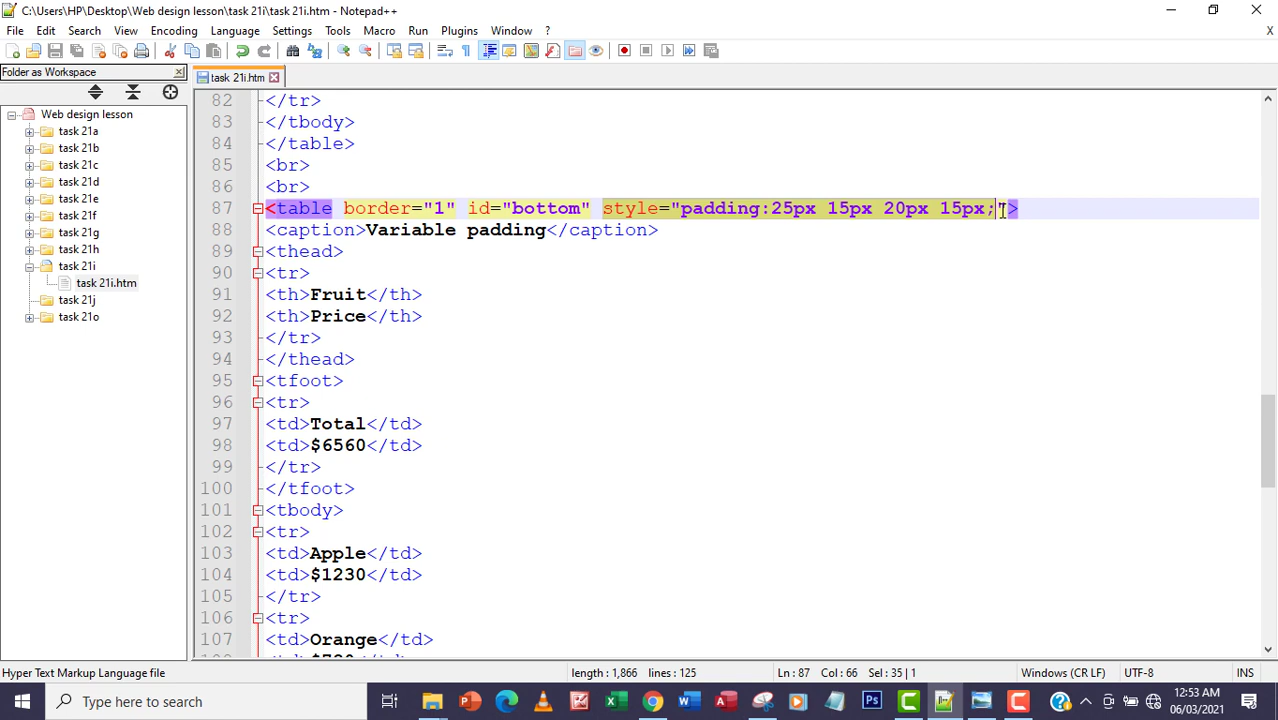 C:\Users\HP\Desktop\Web design lesson\task 21i\task 21i.htm - Notepad++
File Edit Search View Encoding Language Settings Tools Macro Run Plugins Window ? X
Folder as Workspace
task 21i.htm
Web design lesson
task 21a
task 21b
task 21c
task 21d
task 21e
task 21f
task 21g
task 21h
task 21i
task 21i.htm
task 21j
task 21o
82 </tr>
83 </tbody>
84 </table>
85 <br>
86 <br>
87 <table border="1" id="bottom" style="padding:25px 15px 20px 15px;">
88 <caption>Variable padding</caption>
89 <thead>
90 <tr>
91 <th>Fruit</th>
92 <th>Price</th>
93 </tr>
94 </thead>
95 <tfoot>
96 <tr>
97 <td>Total</td>
98 <td>$6560</td>
99 </tr>
100 </tfoot>
101 <tbody>
102 <tr>
103 <td>Apple</td>
104 <td>$1230</td>
105 </tr>
106 <tr>
107 <td>Orange</td>
Hyper Text Markup Language file length : 1,866 lines : 125 Ln : 87 Col : 66 Sel : 35 | 1 Windows (CR LF) UTF-8 INS
Type here to search
12:53 AM
06/03/2021